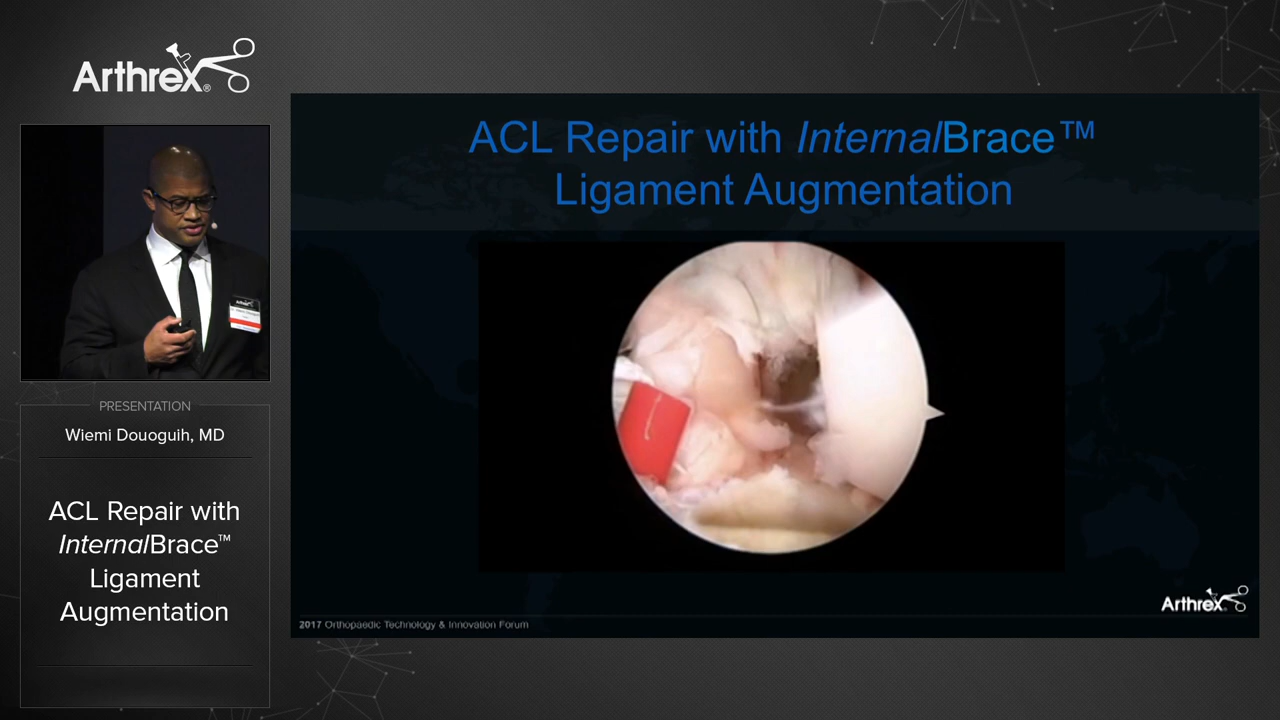 Arthrex®
PRESENTATION
Wiemi Douoguih, MD
ACL Repair with
InternalBrace™
Ligament
Augmentation
ACL Repair with InternalBrace™
Ligament Augmentation
Arthrex
2017 Orthopaedic Technology & Innovation Forum